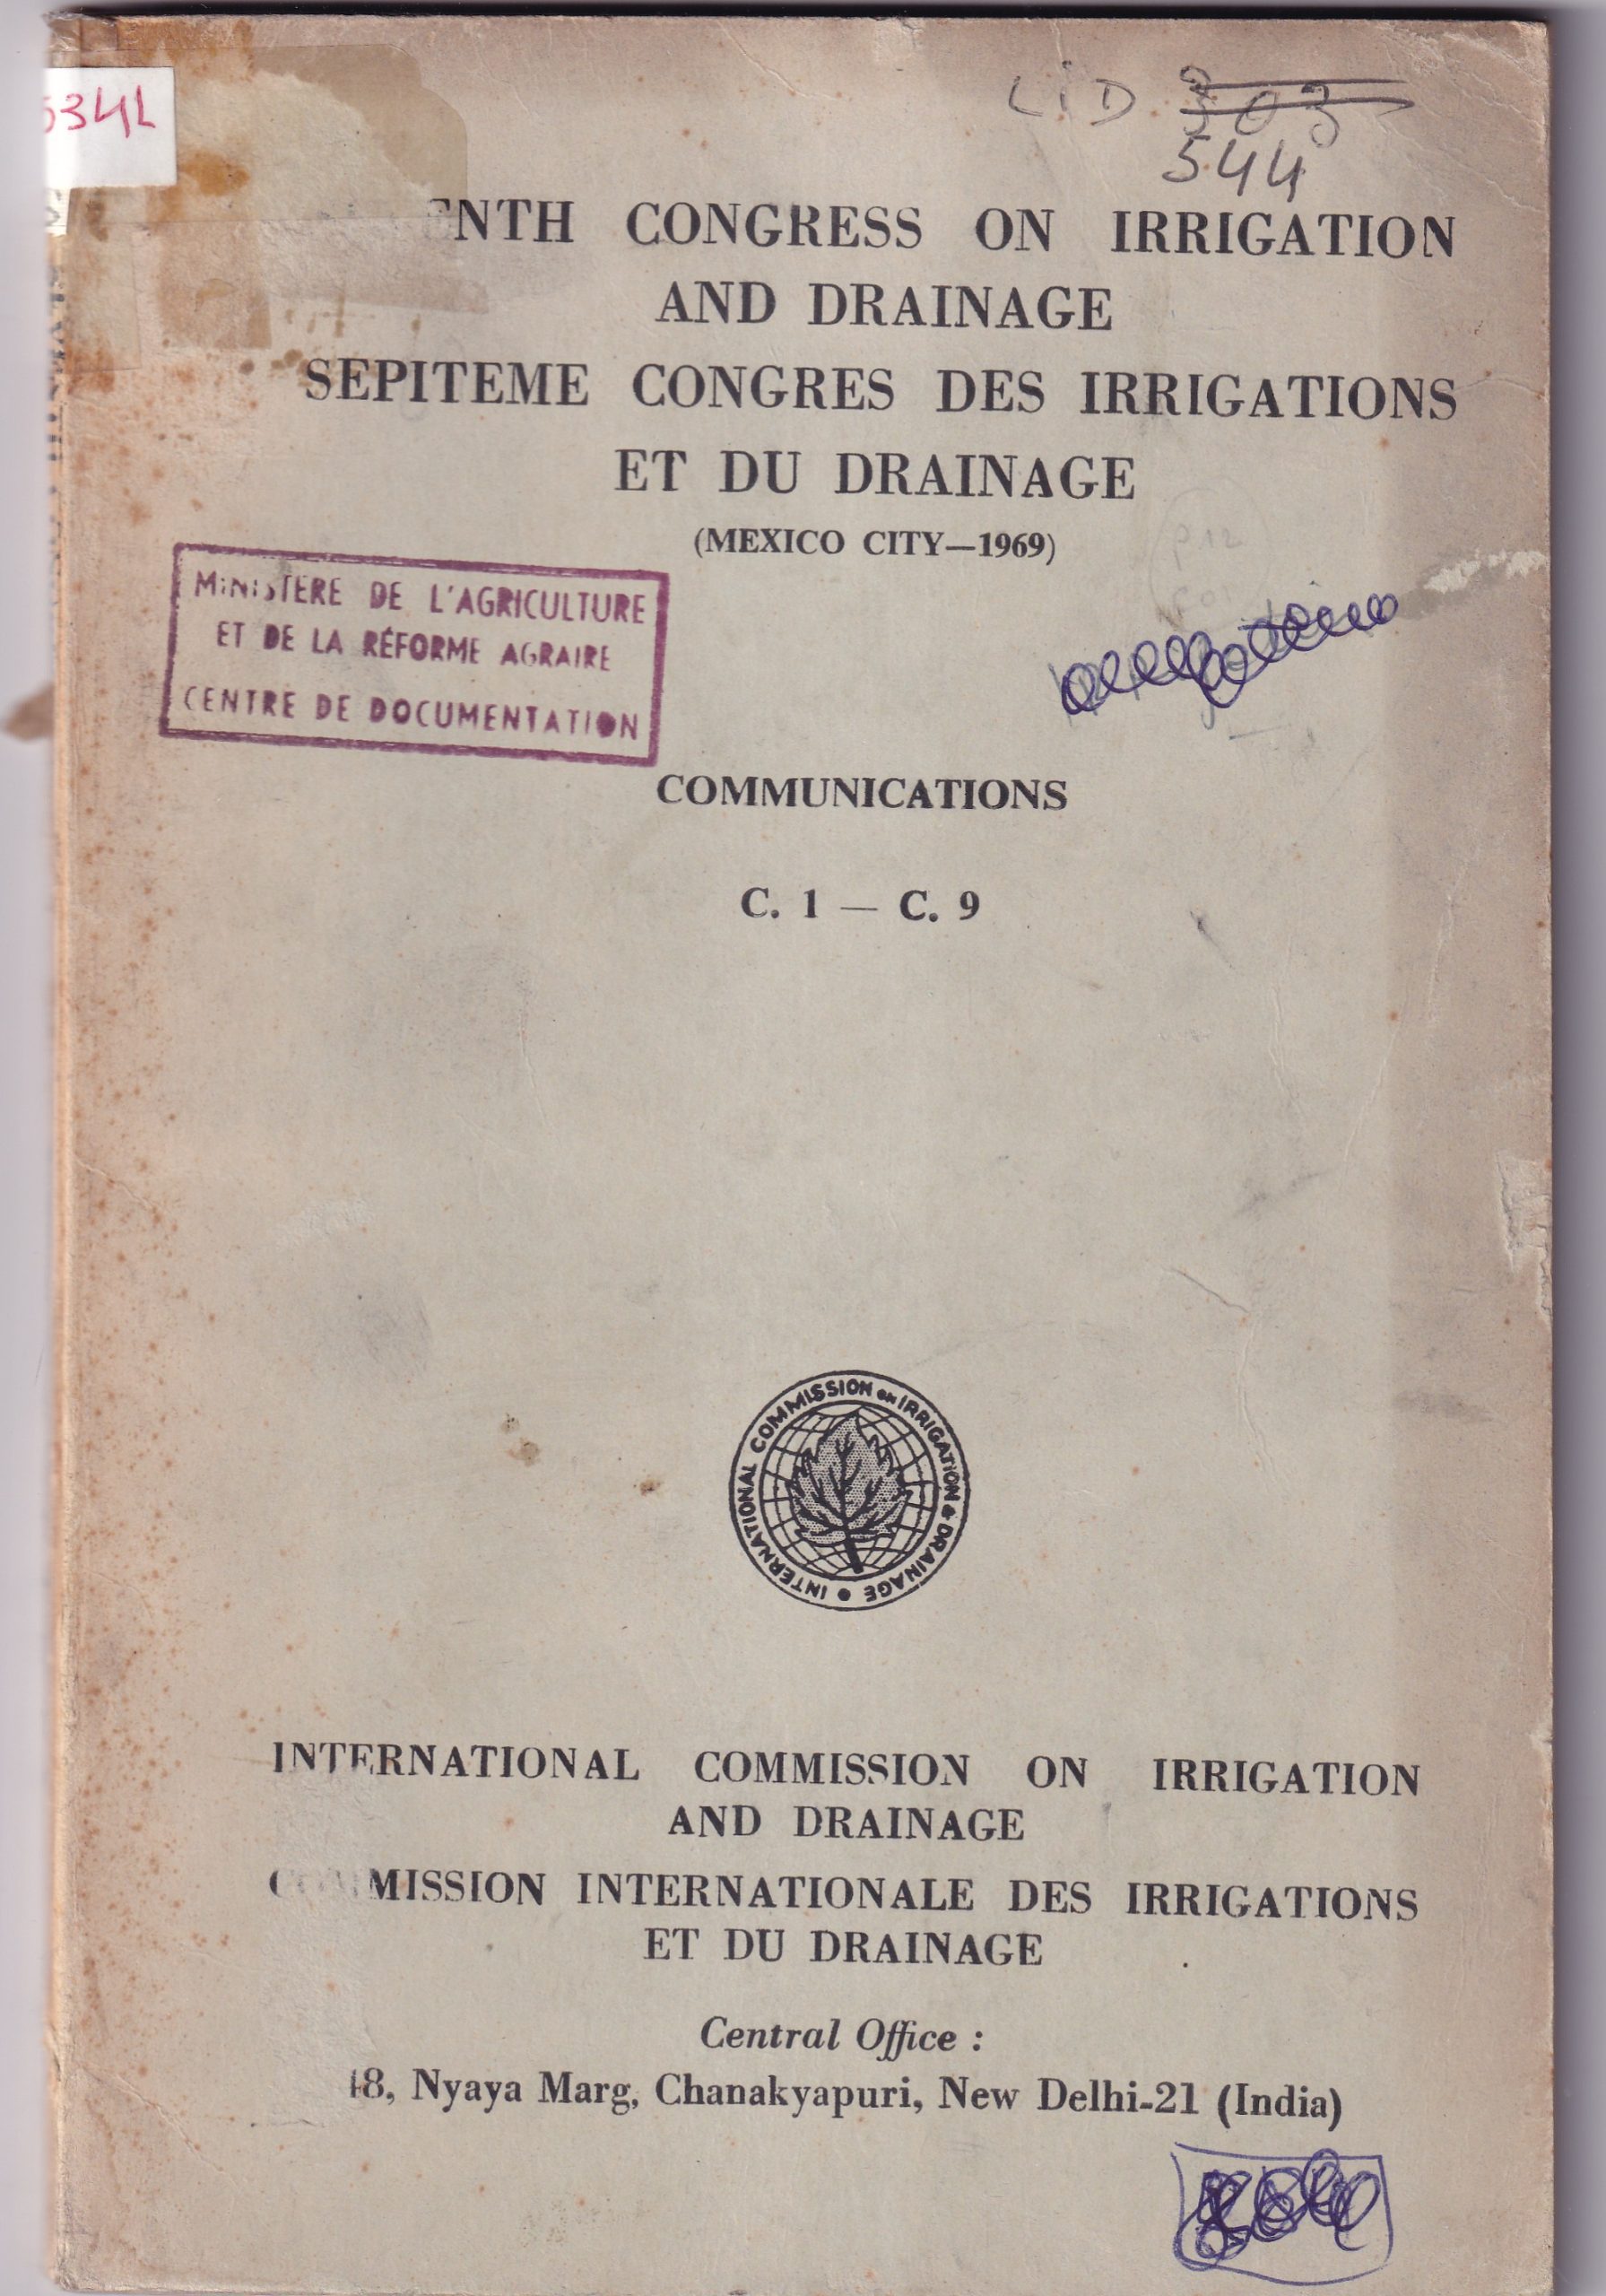 LiD 303
544
ENTH CONGRESS ON IRRIGATION
AND DRAINAGE
SEPITEME CONGRES DES IRRIGATIONS
ET DU DRAINAGE
(MEXICO CITY—1969)
MINISTERE DE L'AGRICULTURE
ET DE LA RÉFORME AGRAIRE
CENTRE DE DOCUMENTATION
COMMUNICATIONS
C. 1 — C. 9
INTERNATIONAL COMMISSION on IRRIGATION & DRAINAGE
INTERNATIONAL COMMISSION ON IRRIGATION
AND DRAINAGE
COMMISSION INTERNATIONALE DES IRRIGATIONS
ET DU DRAINAGE
Central Office :
48, Nyaya Marg, Chanakyapuri, New Delhi-21 (India)